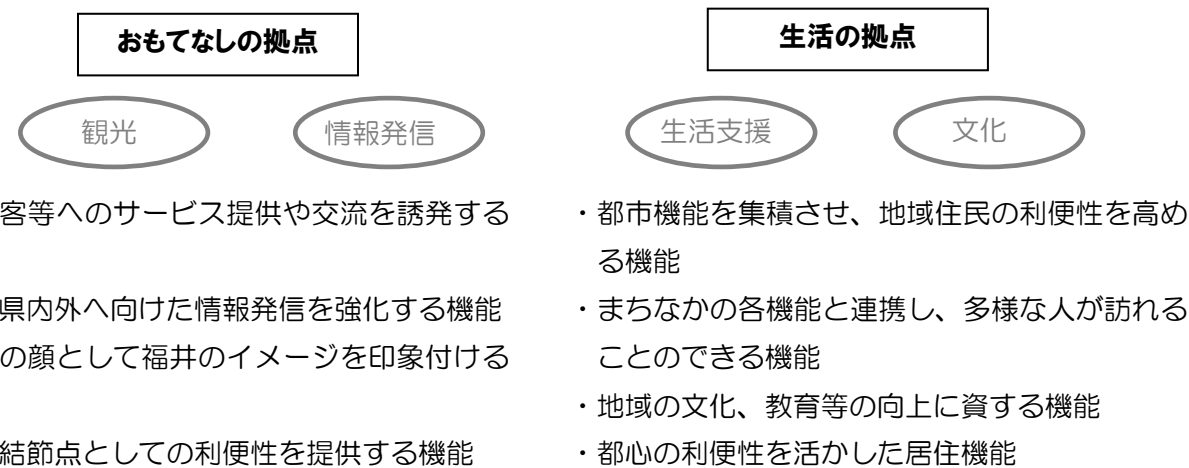 おもてなしの拠点
観光
情報発信
客等へのサービス提供や交流を誘発する
県内外へ向けた情報発信を強化する機能
の顔として福井のイメージを印象付ける
結節点としての利便性を提供する機能
生活の拠点
生活支援
文化
・都市機能を集積させ、地域住民の利便性を高め
る機能
・まちなかの各機能と連携し、多様な人が訪れる
ことのできる機能
・地域の文化、教育等の向上に資する機能
・都心の利便性を活かした居住機能